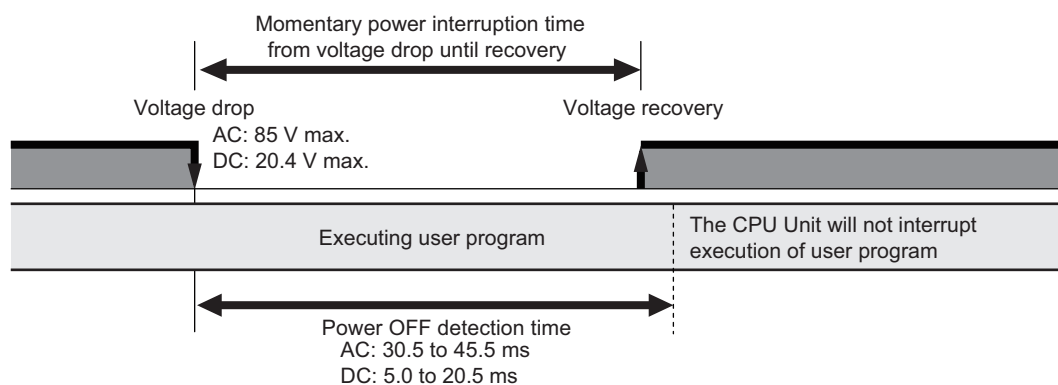 Momentary power interruption time
from voltage drop until recovery
Voltage drop
Voltage recovery
AC: 85 V max.
DC: 20.4 V max.
Executing user program
The CPU Unit will not interrupt
execution of user program
Power OFF detection time
AC: 30.5 to 45.5 ms
DC: 5.0 to 20.5 ms